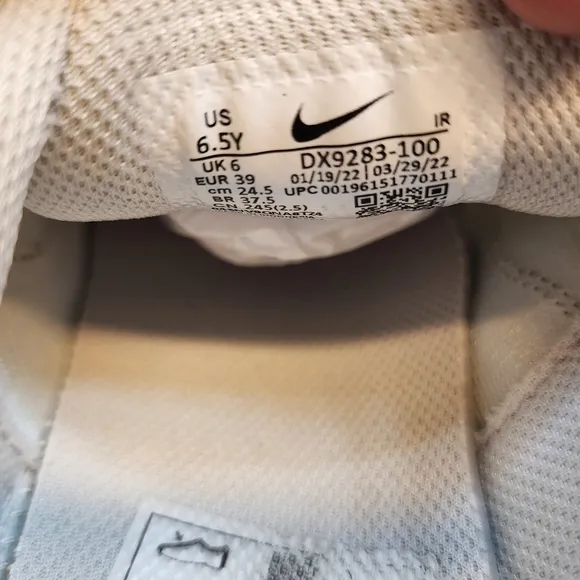 US
6.5Y
IR
UK 6
DX9283-100
EUR 39
01/19/22 | 03/29/22
cm 24.5
UPC 00196151770111
BR 37.5
CN 245(2.5)